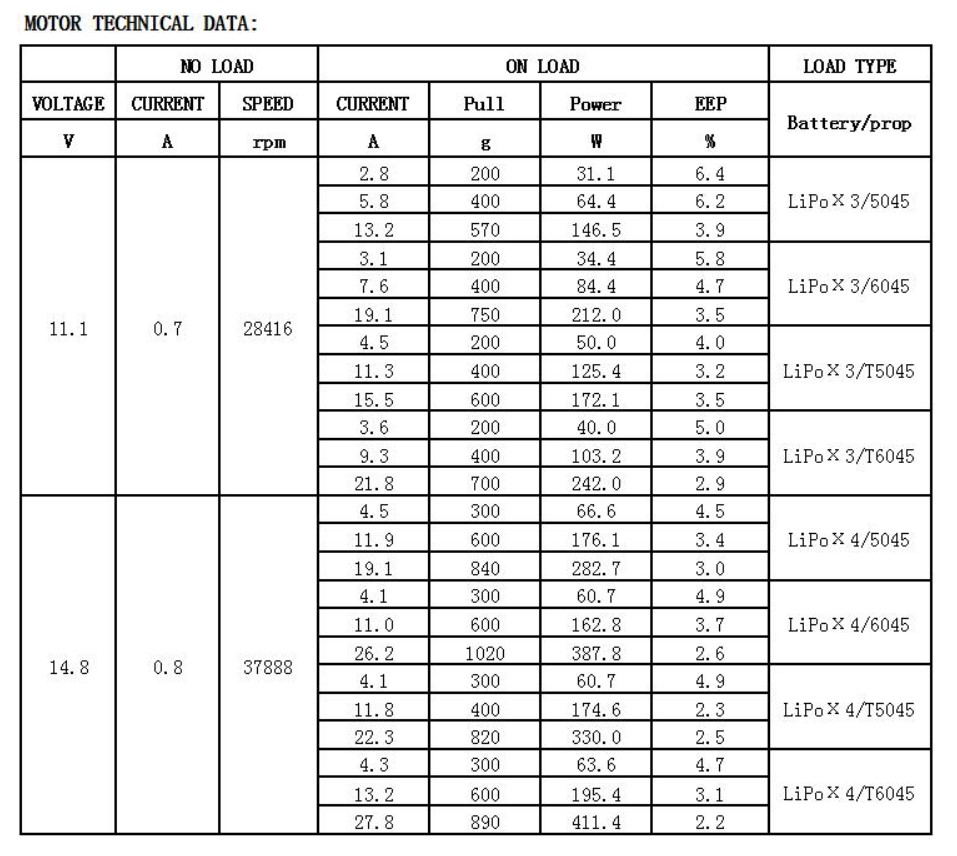 MOTOR TECHNICAL DATA:
NO LOAD ON LOAD LOAD TYPE
VOLTAGE CURRENT SPEED CURRENT Pull Power EEP Battery/prop
V A rpm A g W %
11.1 0.7 28416
2.8 200 31.1 6.4 LiPo×3/5045
5.8 400 64.4 6.2
13.2 570 146.5 3.9
3.1 200 34.4 5.8 LiPo×3/6045
7.6 400 84.4 4.7
19.1 750 212.0 3.5
4.5 200 50.0 4.0 LiPo×3/T5045
11.3 400 125.4 3.2
15.5 600 172.1 3.5
3.6 200 40.0 5.0 LiPo×3/T6045
9.3 400 103.2 3.9
21.8 700 242.0 2.9
14.8 0.8 37888
4.5 300 66.6 4.5 LiPo×4/5045
11.9 600 176.1 3.4
19.1 840 282.7 3.0
4.1 300 60.7 4.9 LiPo×4/6045
11.0 600 162.8 3.7
26.2 1020 387.8 2.6
4.1 300 60.7 4.9 LiPo×4/T5045
11.8 400 174.6 2.3
22.3 820 330.0 2.5
4.3 300 63.6 4.7 LiPo×4/T6045
13.2 600 195.4 3.1
27.8 890 411.4 2.2